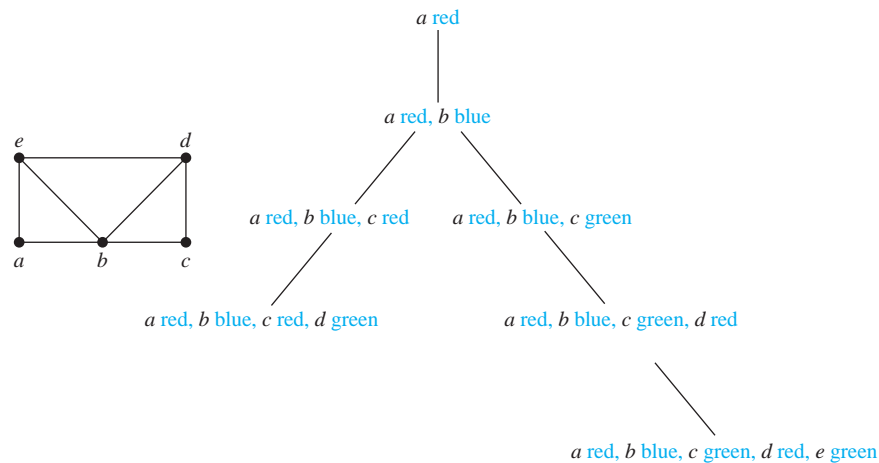 a red
a red, b blue
e d
a red, b blue, c red a red, b blue, c green
a b c
a red, b blue, c red, d green a red, b blue, c green, d red
a red, b blue, c green, d red, e green